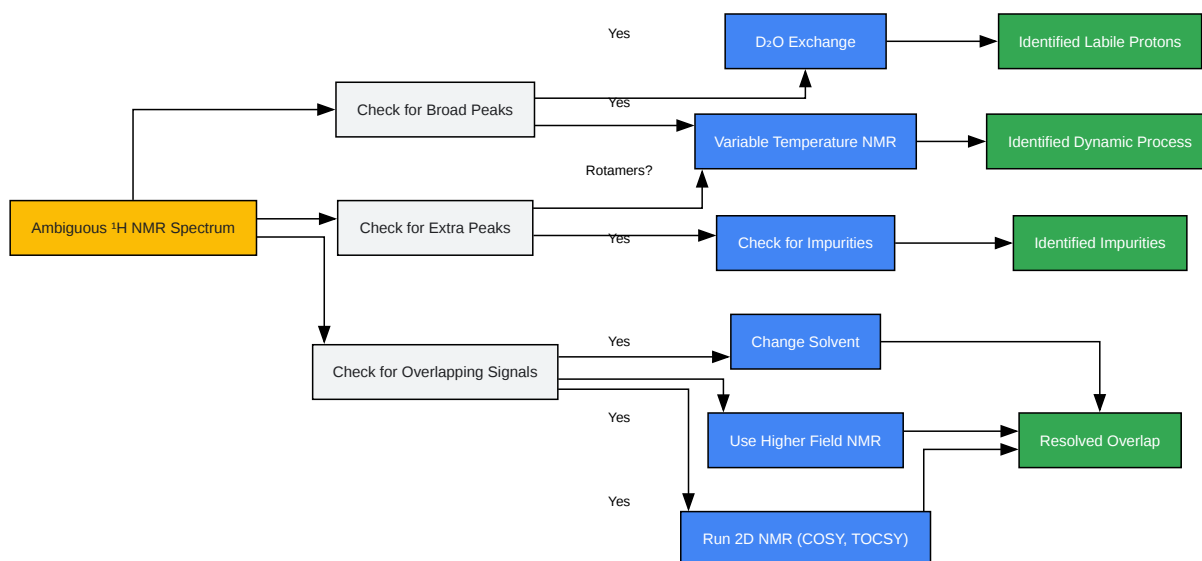 Yes
D₂O Exchange
Identified Labile Protons
Check for Broad Peaks
Yes
Variable Temperature NMR
Identified Dynamic Process
Rotamers?
Ambiguous ¹H NMR Spectrum
Check for Extra Peaks
Yes
Check for Impurities
Identified Impurities
Yes
Change Solvent
Check for Overlapping Signals
Yes
Use Higher Field NMR
Resolved Overlap
Yes
Run 2D NMR (COSY, TOCSY)